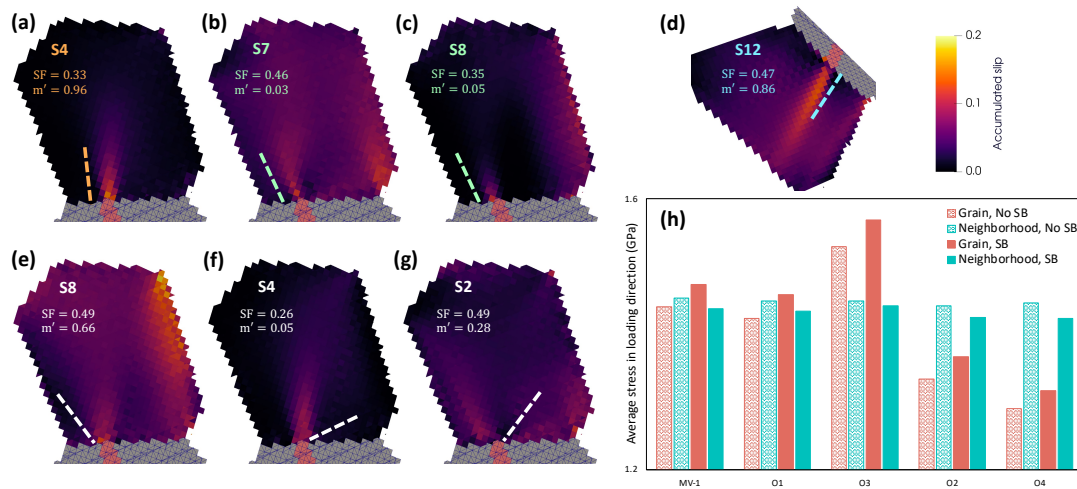 (a)
S4
SF = 0.33
m′ = 0.96
(b)
S7
SF = 0.46
m′ = 0.03
(c)
S8
SF = 0.35
m′ = 0.05
(d)
S12
SF = 0.47
m′ = 0.86
0.2
0.1
0.0
Accumulated slip
(e)
S8
SF = 0.49
m′ = 0.66
(f)
S4
SF = 0.26
m′ = 0.05
(g)
S2
SF = 0.49
m′ = 0.28
(h)
Average stress in loading direction (GPa)
1.6
1.2
Grain, No SB
Neighborhood, No SB
Grain, SB
Neighborhood, SB
MV-1 O1 O3 O2 O4